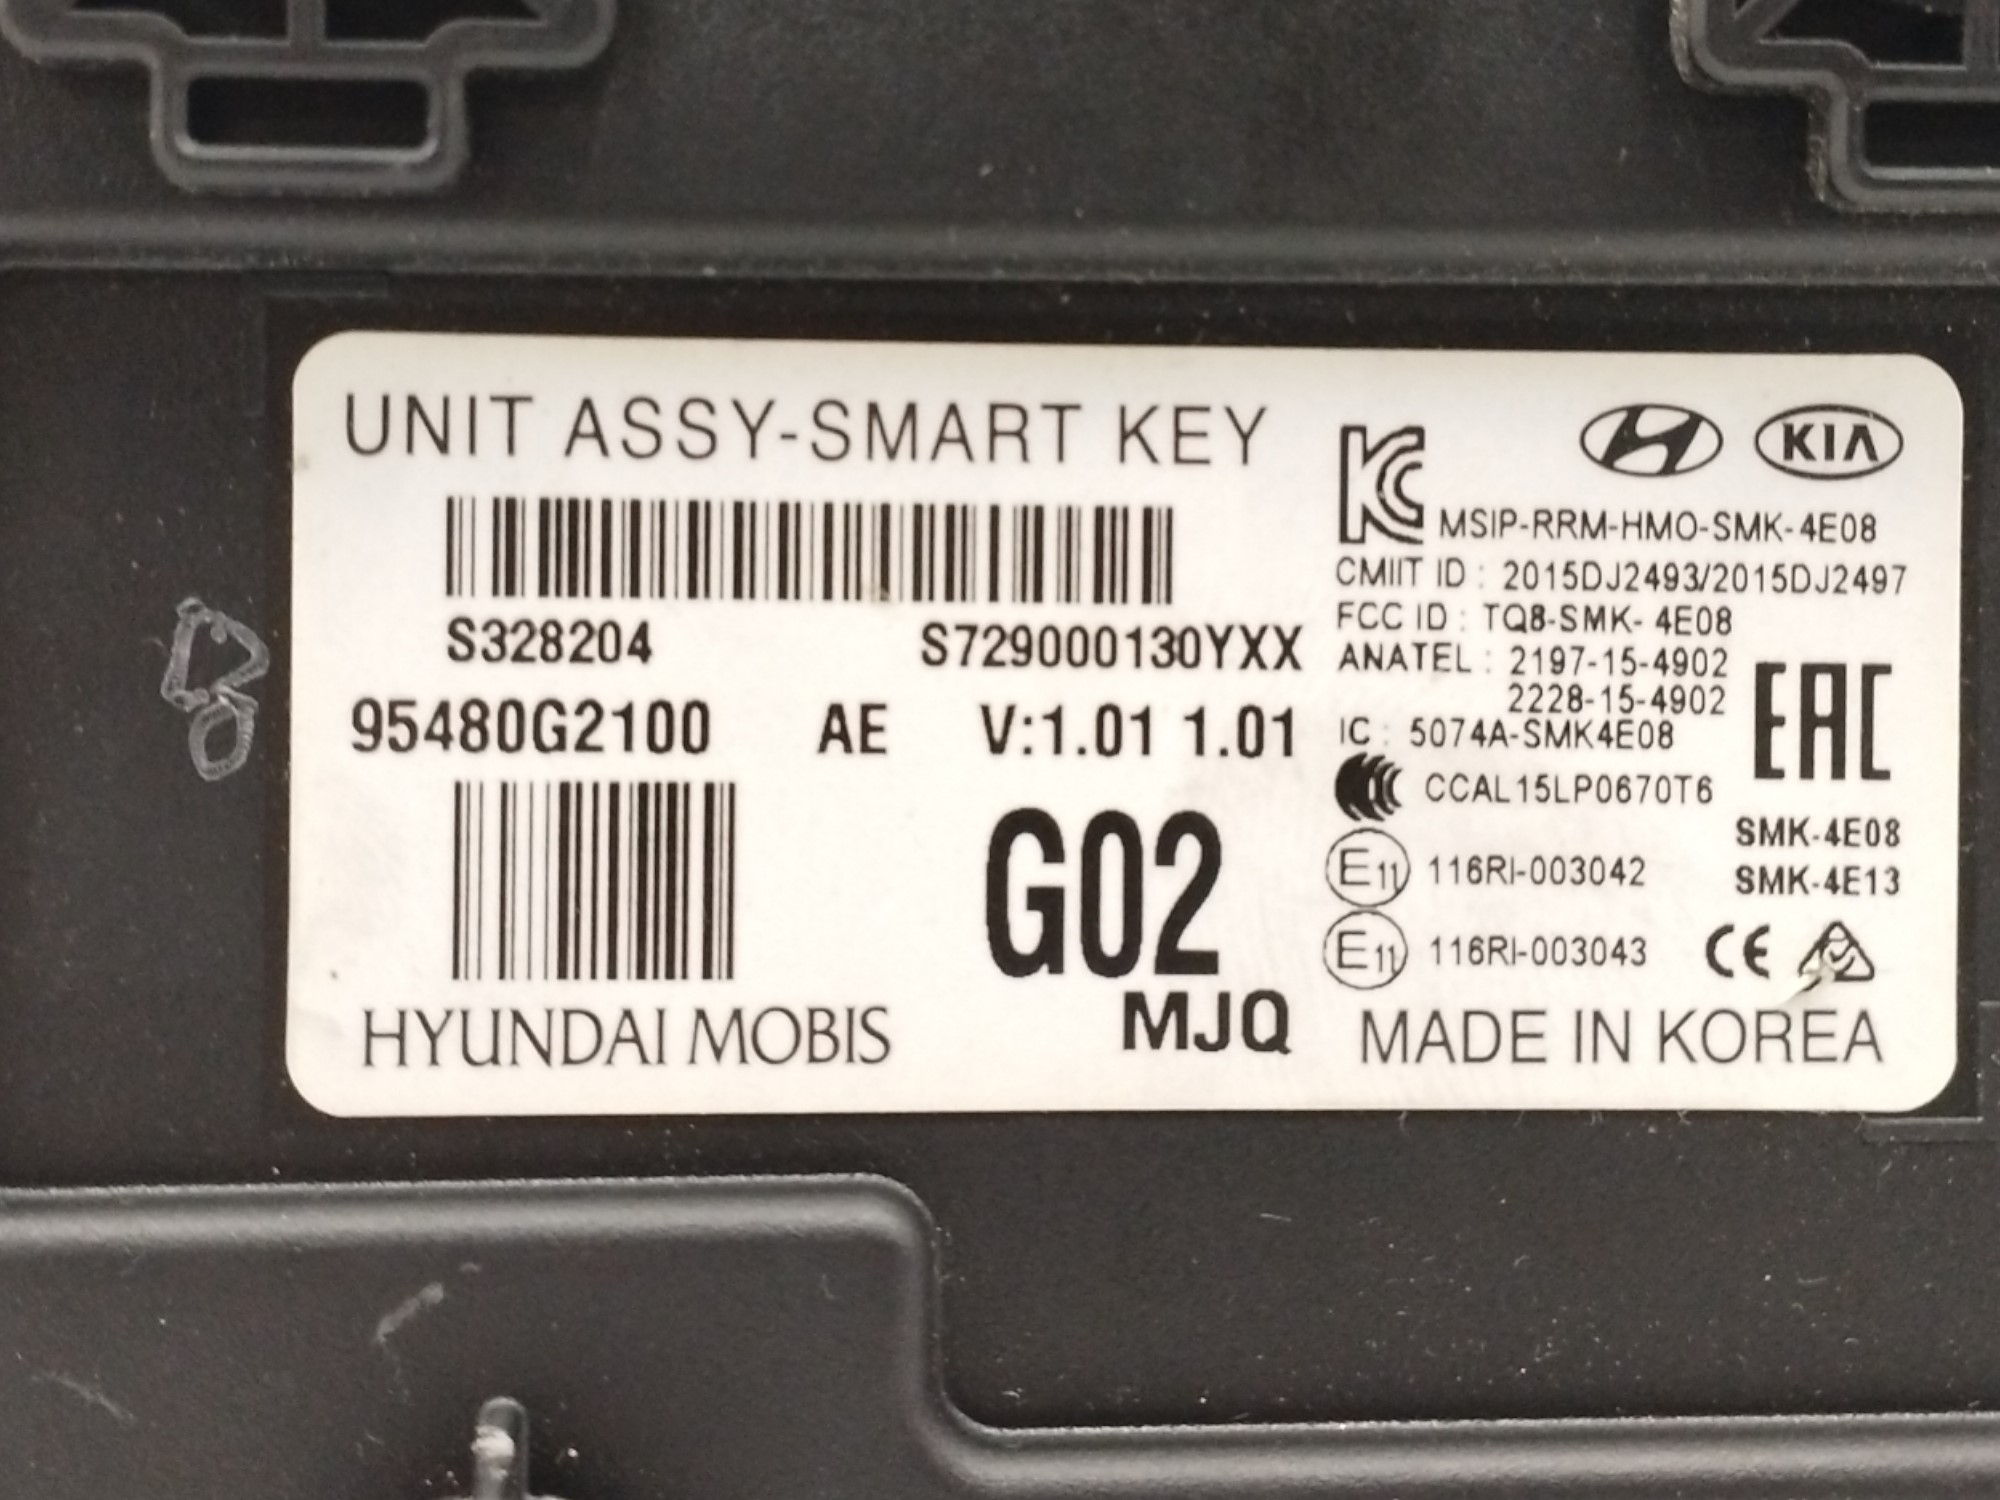 UNIT ASSY-SMART KEY
S328204 S729000130YXX
95480G2100 AE V:1.01 1.01
G02
MJQ
HYUNDAI MOBIS
KC
KIA
MSIP-RRM-HMO-SMK-4E08
CMIIT ID : 2015DJ2493/2015DJ2497
FCC ID : TQ8-SMK-4E08
ANATEL : 2197-15-4902
2228-15-4902
IC : 5074A-SMK4E08
EAC
CCAL15LP0670T6
SMK-4E08
SMK-4E13
E11 116RI-003042
E11 116RI-003043
CE
MADE IN KOREA